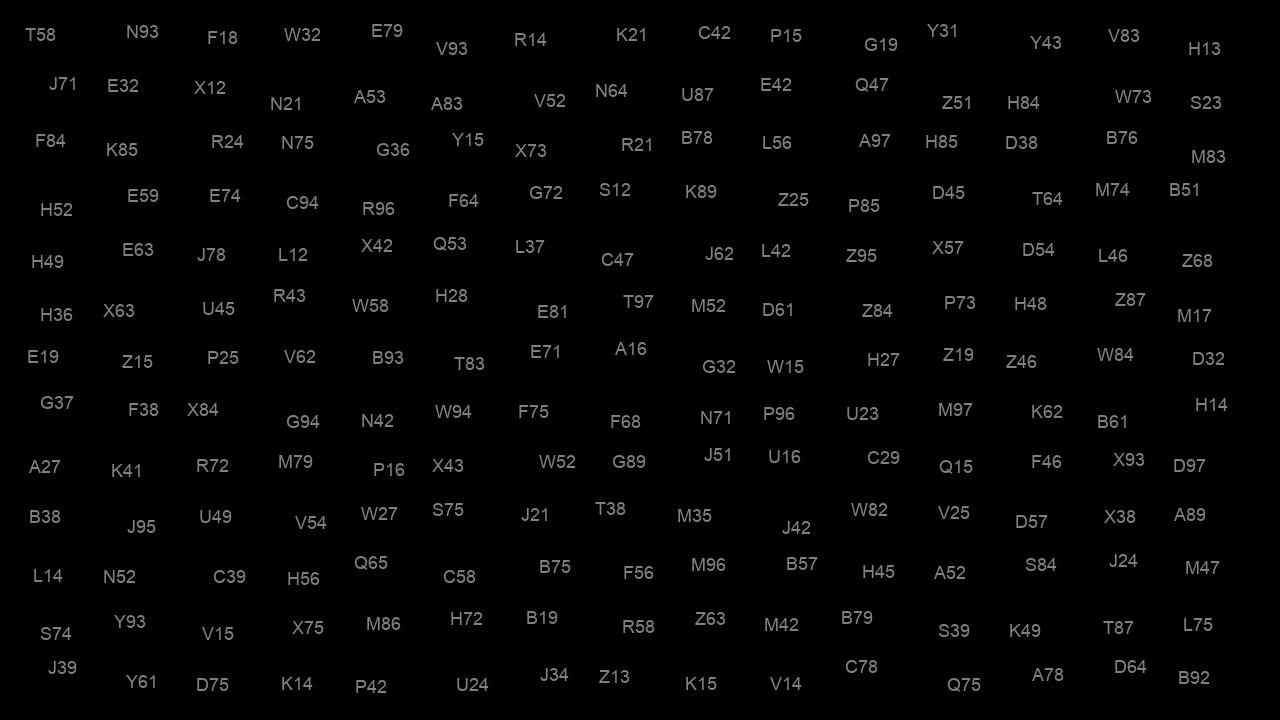 T58 N93 F18 W32 E79 V93 R14 K21 C42 P15 G19 Y31 Y43 V83 H13
J71 E32 X12 N21 A53 A83 V52 N64 U87 E42 Q47 Z51 H84 W73 S23
F84 K85 R24 N75 G36 Y15 X73 R21 B78 L56 A97 H85 D38 B76 M83
H52 E59 E74 C94 R96 F64 G72 S12 K89 Z25 P85 D45 T64 M74 B51
H49 E63 J78 L12 X42 Q53 L37 C47 J62 L42 Z95 X57 D54 L46 Z68
H36 X63 U45 R43 W58 H28 E81 T97 M52 D61 Z84 P73 H48 Z87 M17
E19 Z15 P25 V62 B93 T83 E71 A16 G32 W15 H27 Z19 Z46 W84 D32
G37 F38 X84 G94 N42 W94 F75 F68 N71 P96 U23 M97 K62 B61 H14
A27 K41 R72 M79 P16 X43 W52 G89 J51 U16 C29 Q15 F46 X93 D97
B38 J95 U49 V54 W27 S75 J21 T38 M35 J42 W82 V25 D57 X38 A89
L14 N52 C39 H56 Q65 C58 B75 F56 M96 B57 H45 A52 S84 J24 M47
S74 Y93 V15 X75 M86 H72 B19 R58 Z63 M42 B79 S39 K49 T87 L75
J39 Y61 D75 K14 P42 U24 J34 Z13 K15 V14 C78 Q75 A78 D64 B92